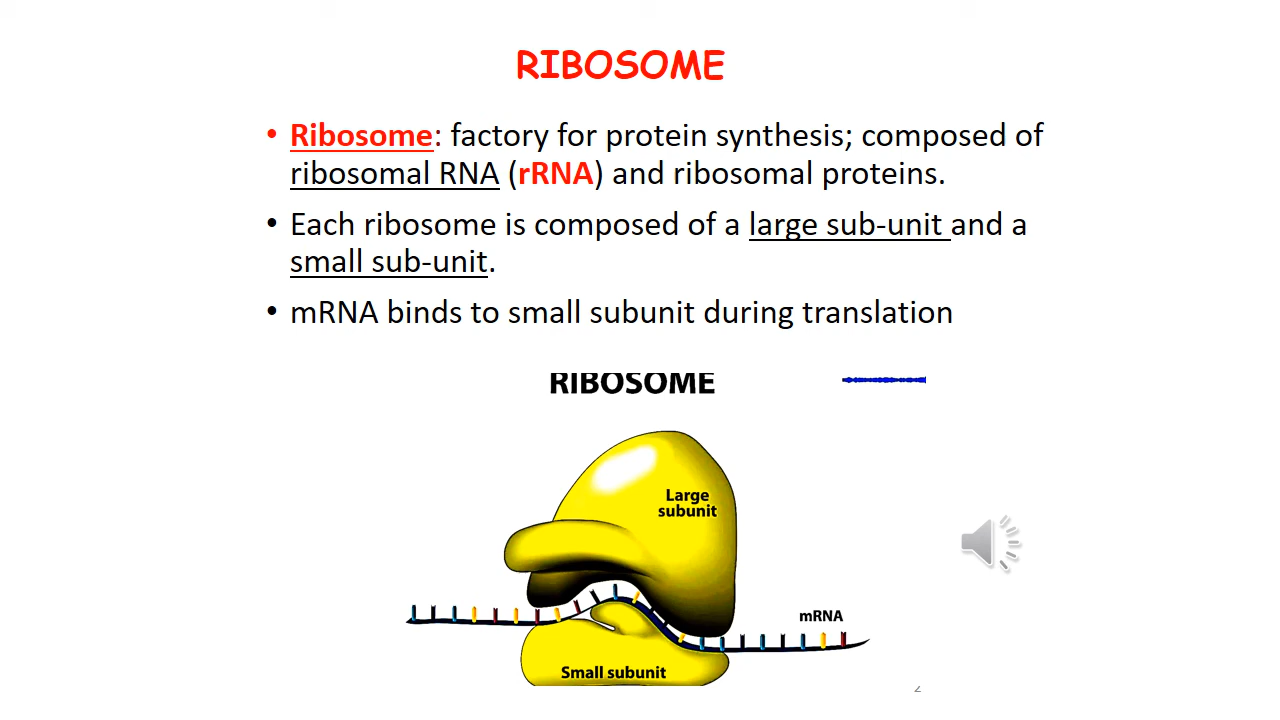 RIBOSOME
• Ribosome: factory for protein synthesis; composed of
ribosomal RNA (rRNA) and ribosomal proteins.
• Each ribosome is composed of a large sub-unit and a
small sub-unit.
• mRNA binds to small subunit during translation
RIBOSOME
Large
subunit
mRNA
Small subunit
2